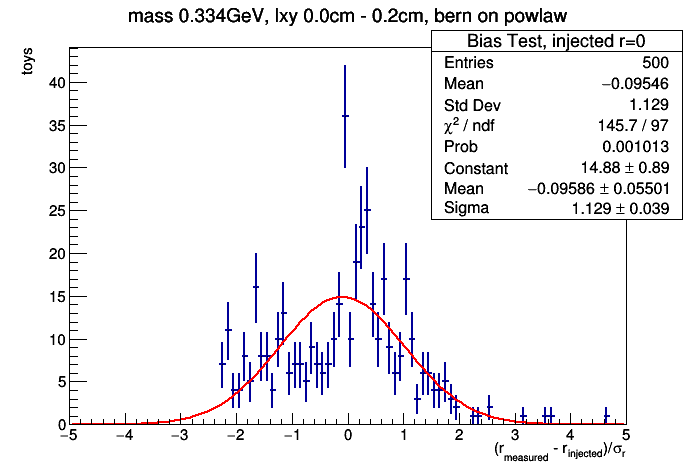 mass 0.334GeV, lxy 0.0cm - 0.2cm, bern on powlaw
Bias Test, injected r=0
Entries 500
Mean −0.09546
Std Dev 1.129
χ² / ndf 145.7 / 97
Prob 0.001013
Constant 14.88 ± 0.89
Mean −0.09586 ± 0.05501
Sigma 1.129 ± 0.039
toys
40
35
30
25
20
15
10
5
0
−5 −4 −3 −2 −1 0 1 2 3 4 5
(r_measured - r_injected)/σ_r